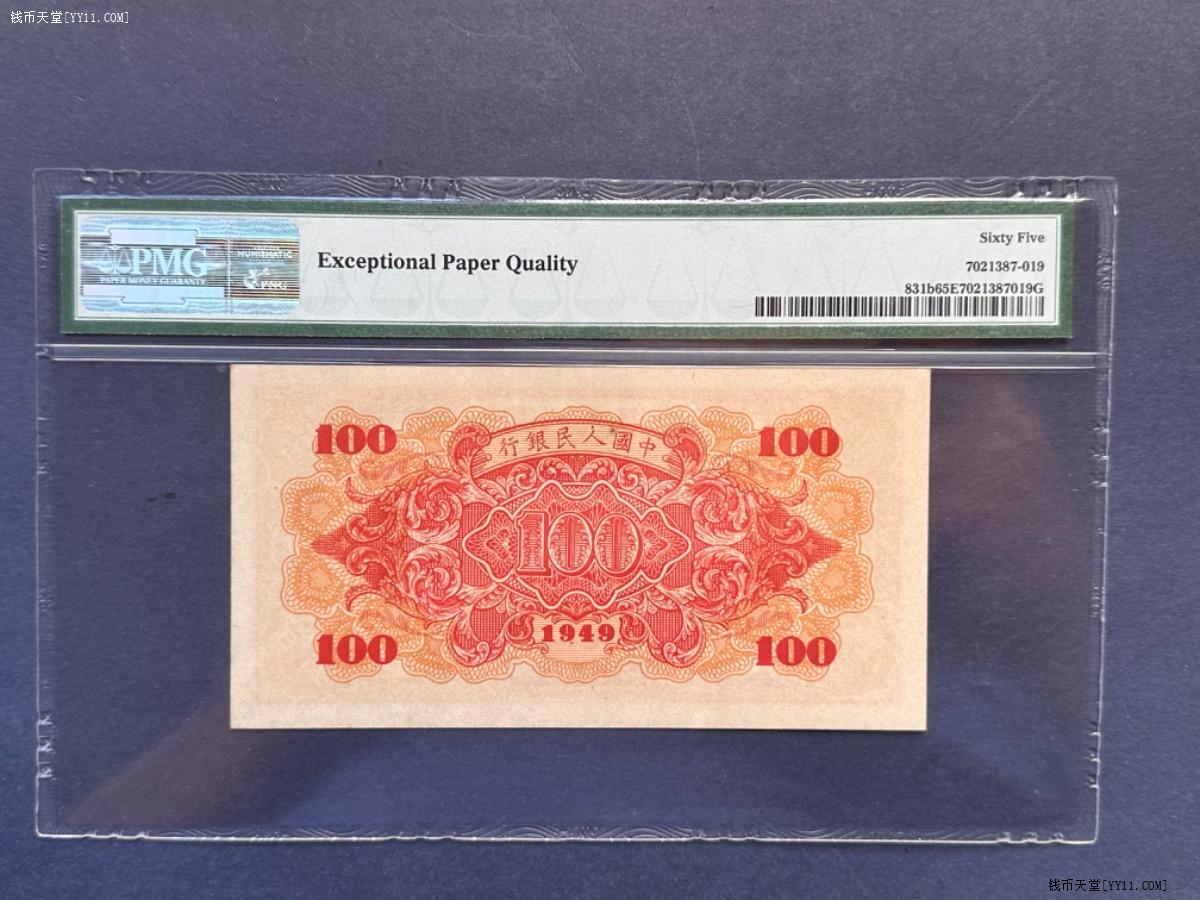 钱币天堂[YY11.COM]
PMG
PAPER MONEY GUARANTY
NUMISMATIC
Exceptional Paper Quality
Sixty Five
7021387-019
831b65E7021387019G
行銀民人國中
100
100
100
1949
100
100
钱币天堂[YY11.COM]